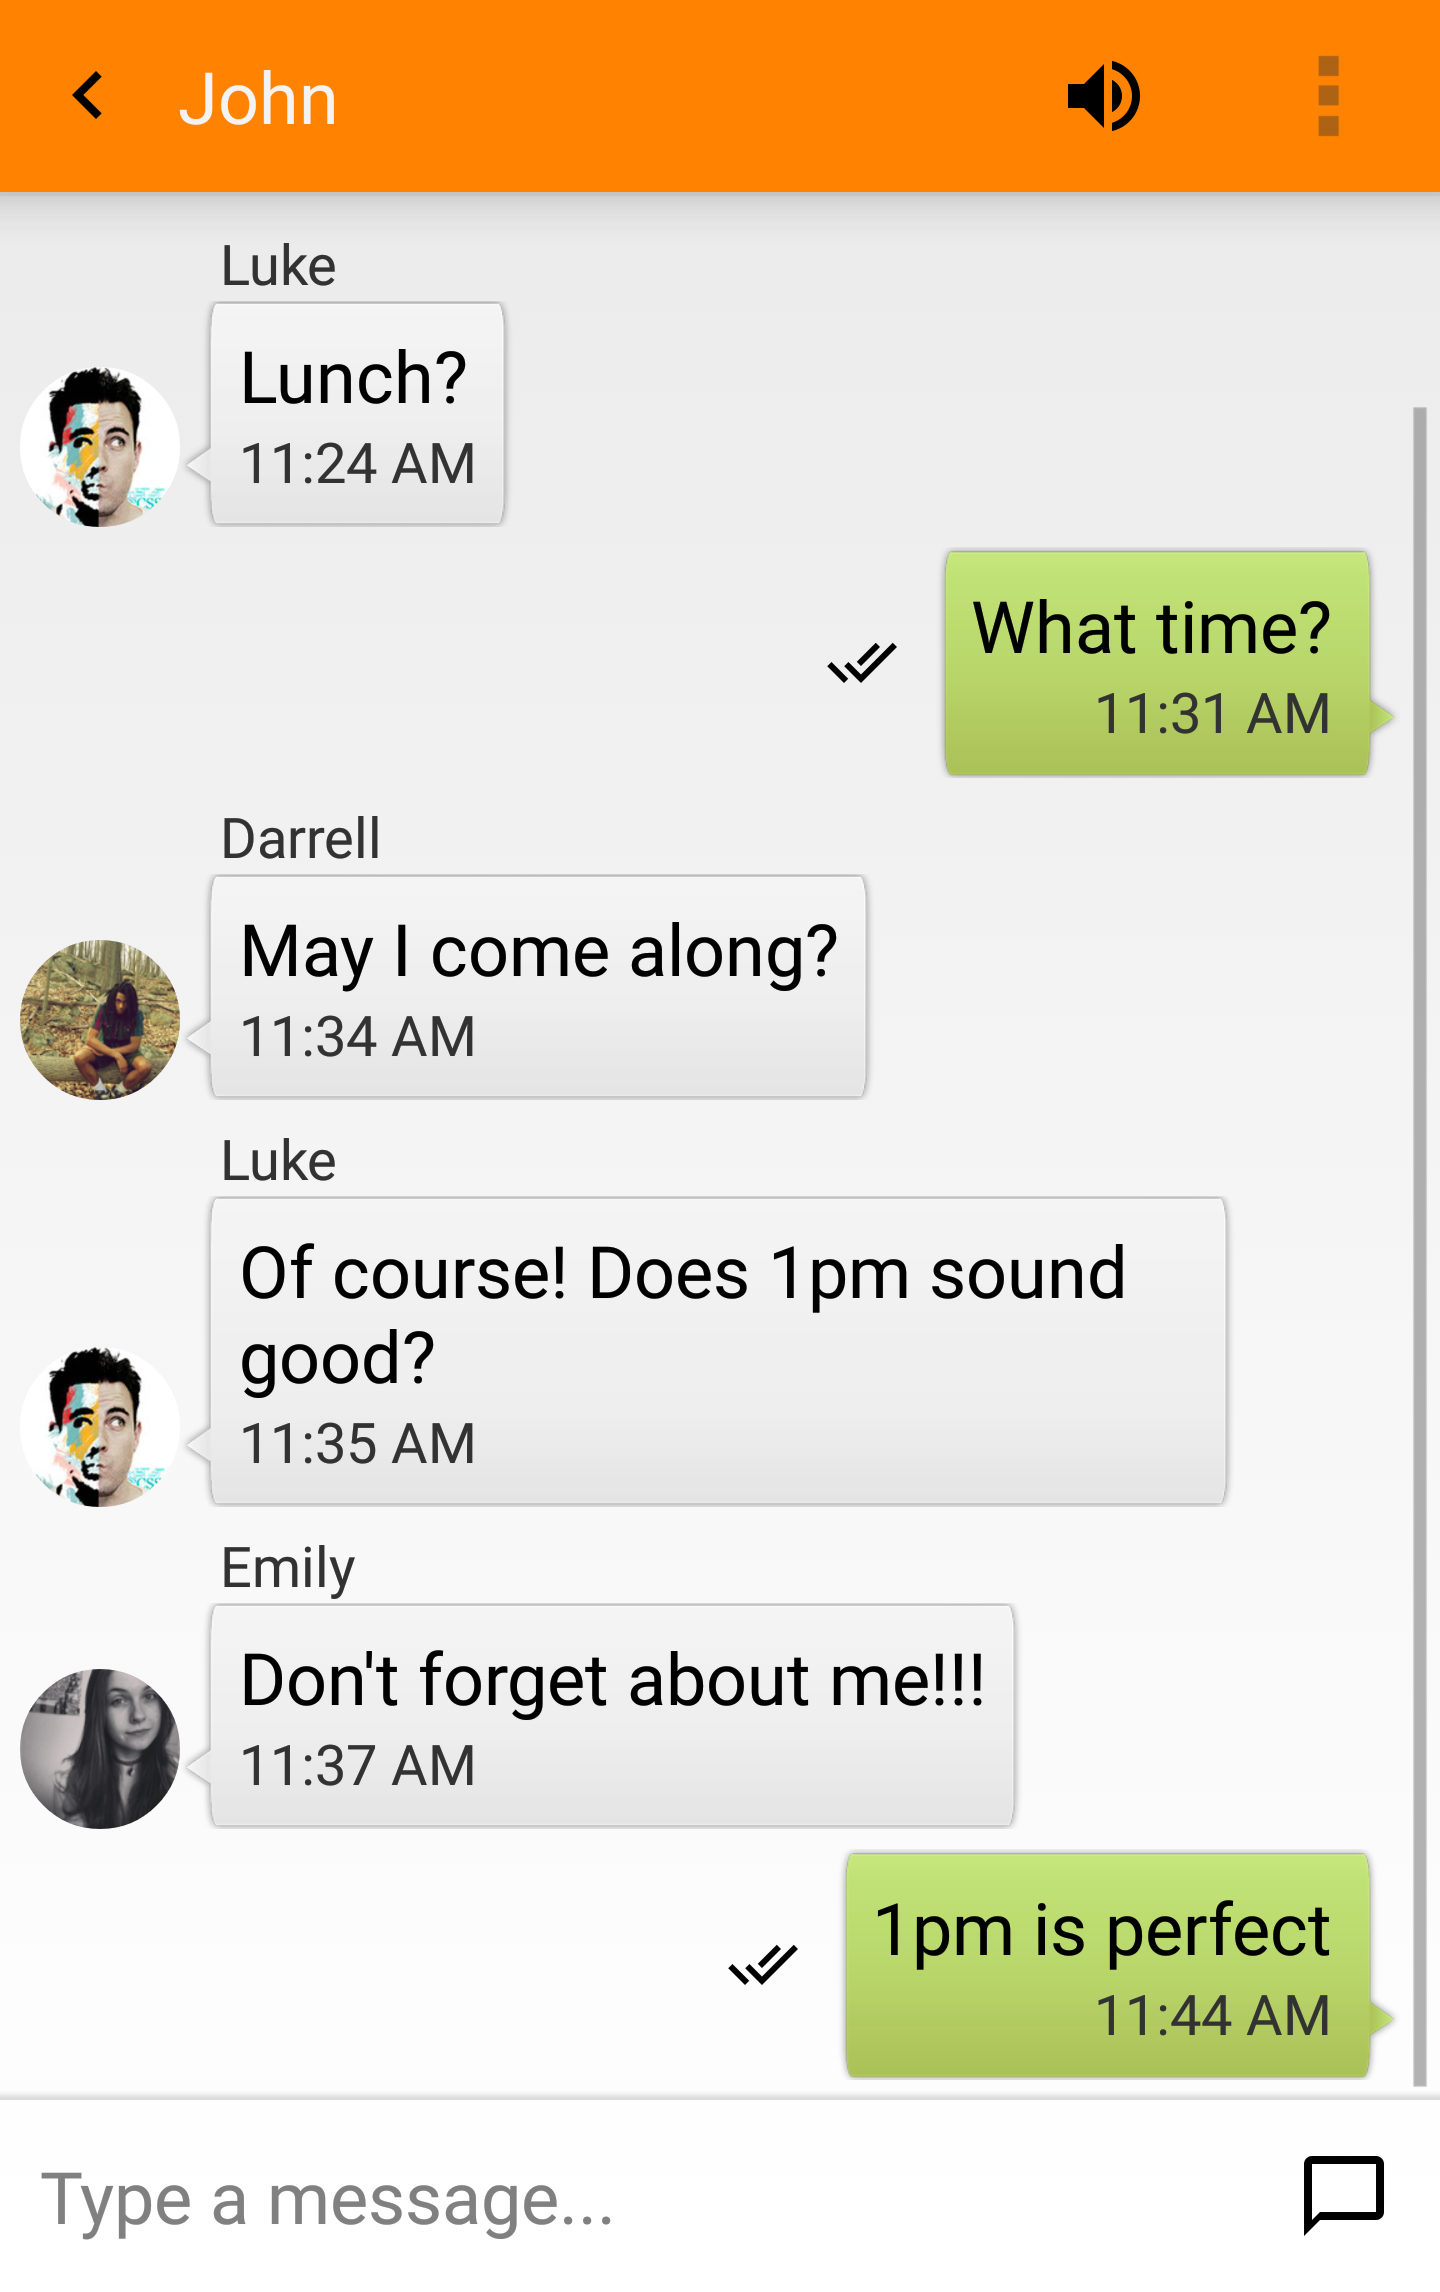 John
Luke
Lunch?
11:24 AM
What time?
11:31 AM
Darrell
May I come along?
11:34 AM
Luke
Of course! Does 1pm sound
good?
11:35 AM
Emily
Don't forget about me!!!
11:37 AM
1pm is perfect
11:44 AM
Type a message...